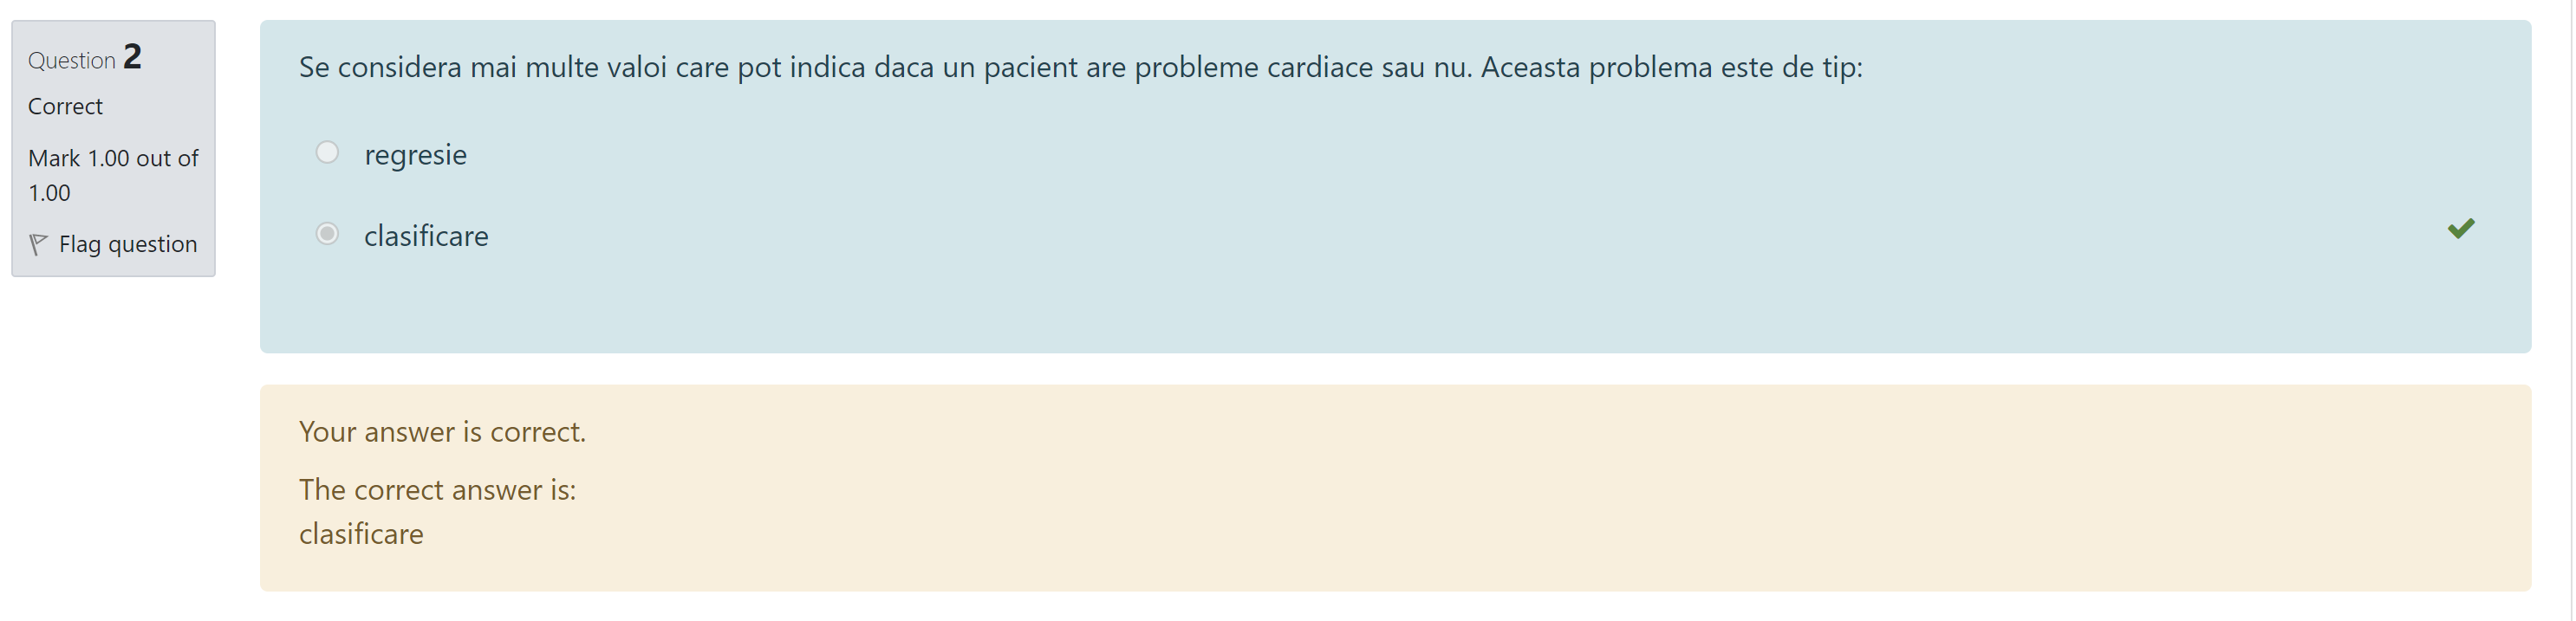 Question 2
Correct
Mark 1.00 out of
1.00
Flag question
Se considera mai multe valoi care pot indica daca un pacient are probleme cardiace sau nu. Aceasta problema este de tip:
regresie
clasificare
Your answer is correct.
The correct answer is:
clasificare